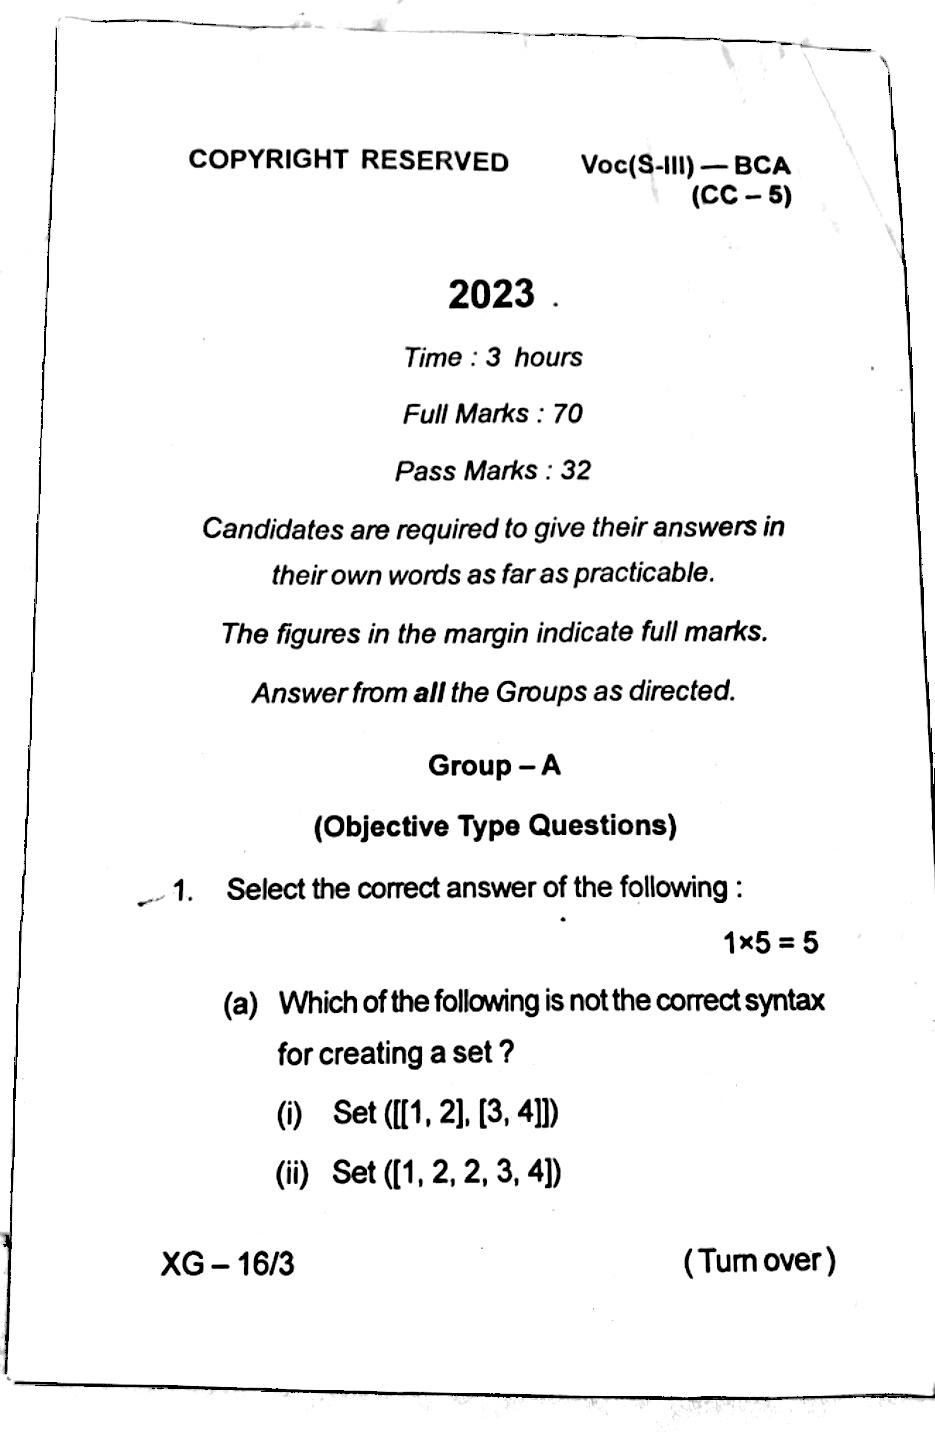 COPYRIGHT RESERVED Voc(S-III) — BCA
(CC – 5)
2023 .
Time : 3 hours
Full Marks : 70
Pass Marks : 32
Candidates are required to give their answers in
their own words as far as practicable.
The figures in the margin indicate full marks.
Answer from all the Groups as directed.
Group – A
(Objective Type Questions)
1. Select the correct answer of the following :
1×5 = 5
(a) Which of the following is not the correct syntax
for creating a set ?
(i) Set ([[1, 2], [3, 4]])
(ii) Set ([1, 2, 2, 3, 4])
XG – 16/3 ( Turn over )